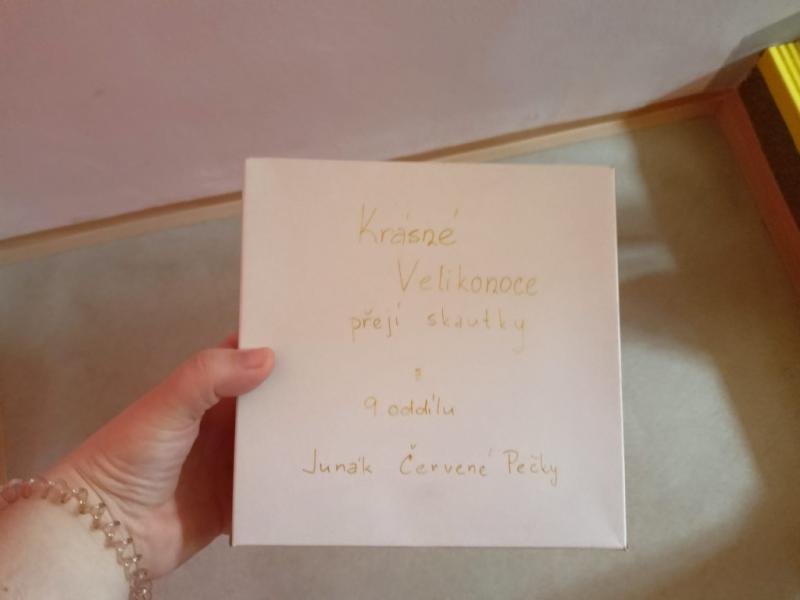 Krásné
Velikonoce
přejí skautky
9 oddílu
Junák Červené Pečky